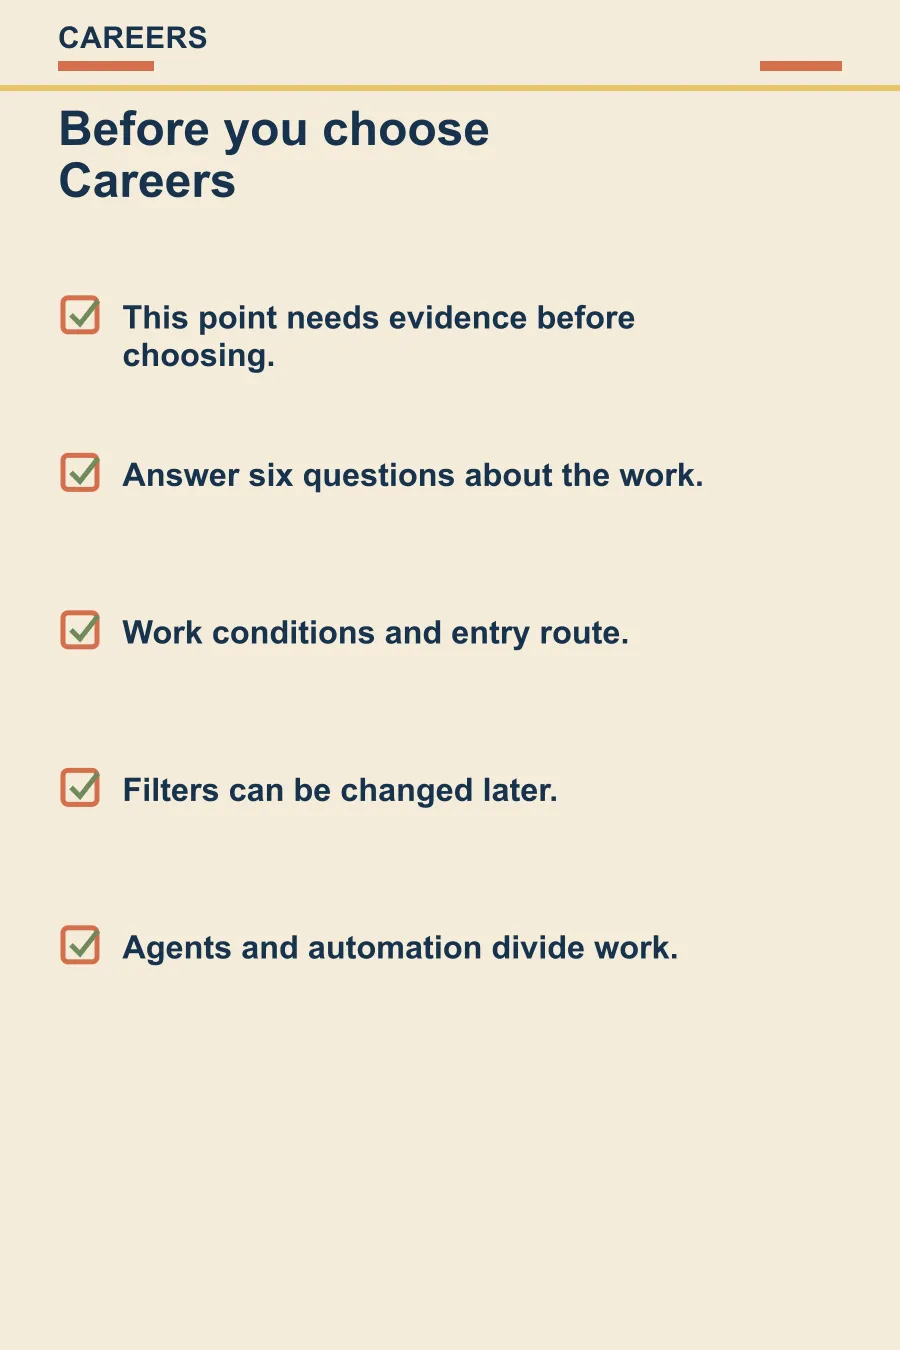 CAREERS
Before you choose
Careers
This point needs evidence before
choosing.
Answer six questions about the work.
Work conditions and entry route.
Filters can be changed later.
Agents and automation divide work.